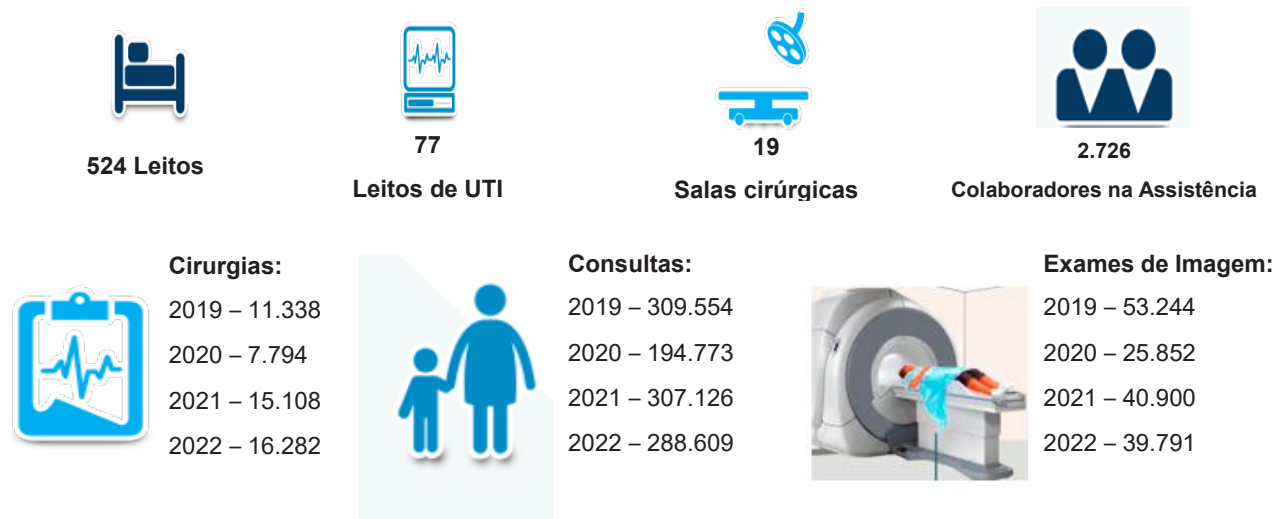 524 Leitos
77
Leitos de UTI
19
Salas cirúrgicas
2.726
Colaboradores na Assistência
Cirurgias:
2019 – 11.338
2020 – 7.794
2021 – 15.108
2022 – 16.282
Consultas:
2019 – 309.554
2020 – 194.773
2021 – 307.126
2022 – 288.609
Exames de Imagem:
2019 – 53.244
2020 – 25.852
2021 – 40.900
2022 – 39.791